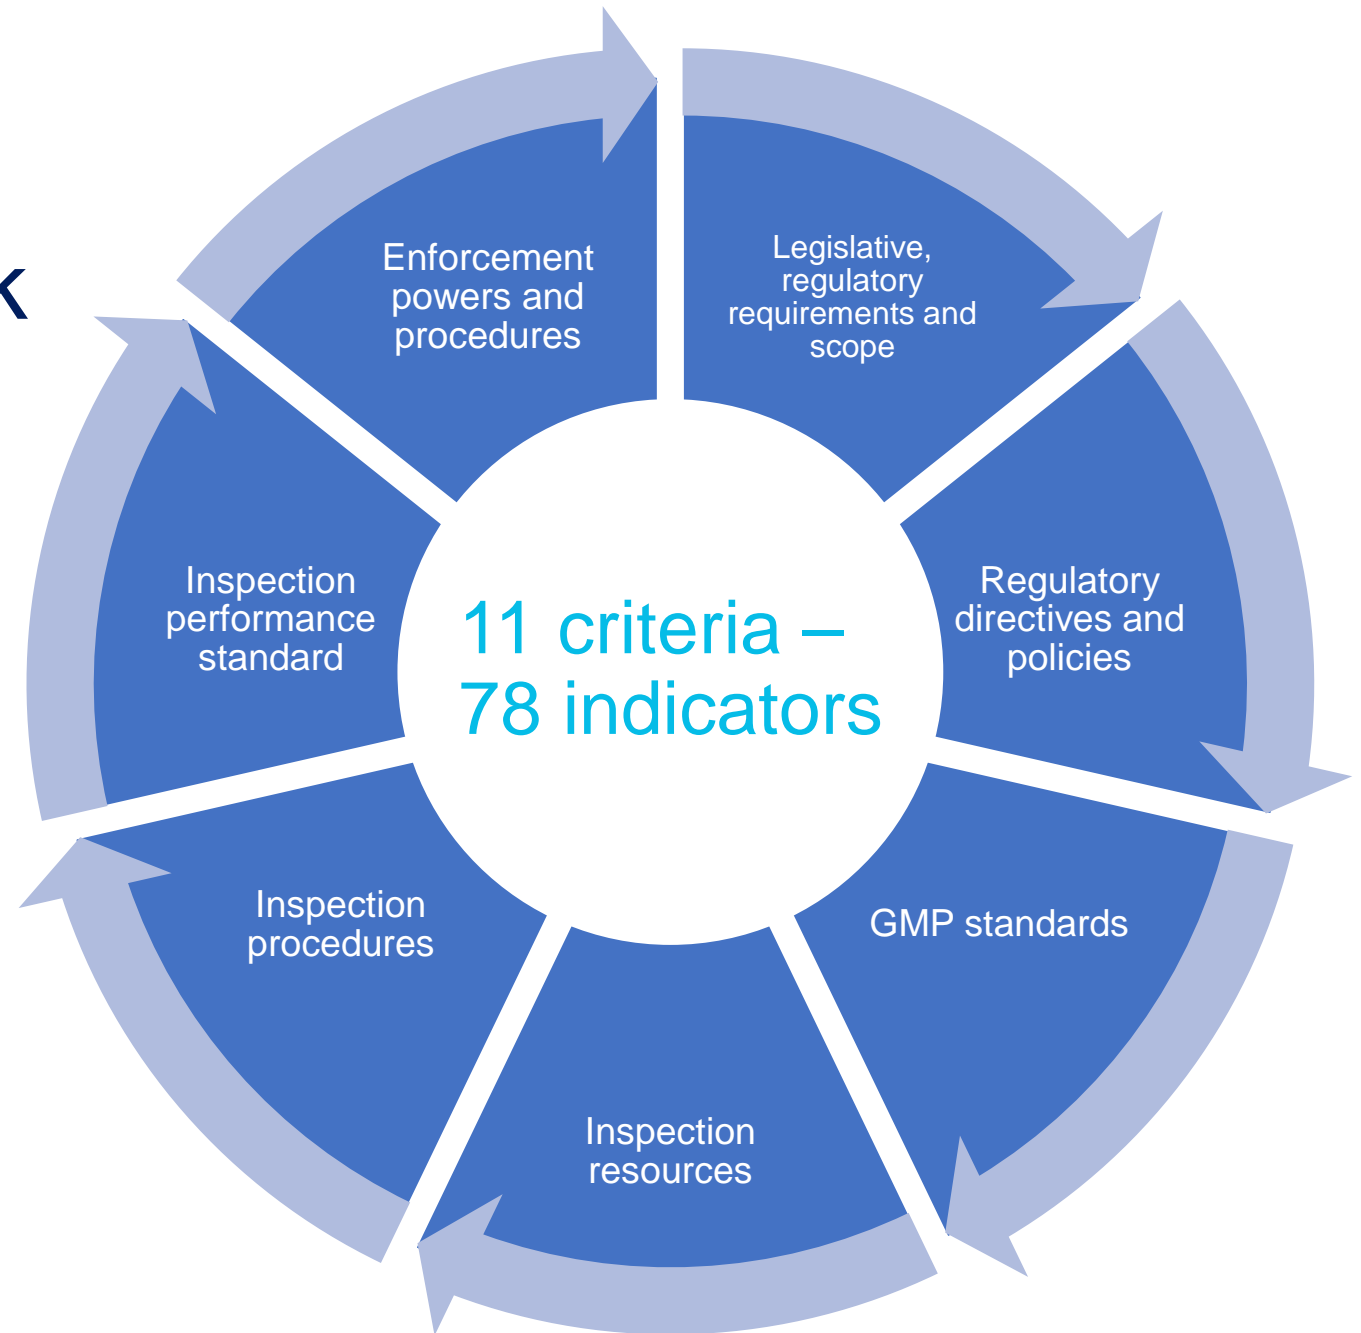 k
Legislative,
regulatory
requirements and
scope
Regulatory
directives and
policies
GMP standards
Inspection
resources
Inspection
procedures
Inspection
performance
standard
Enforcement
powers and
procedures
11 criteria –
78 indicators